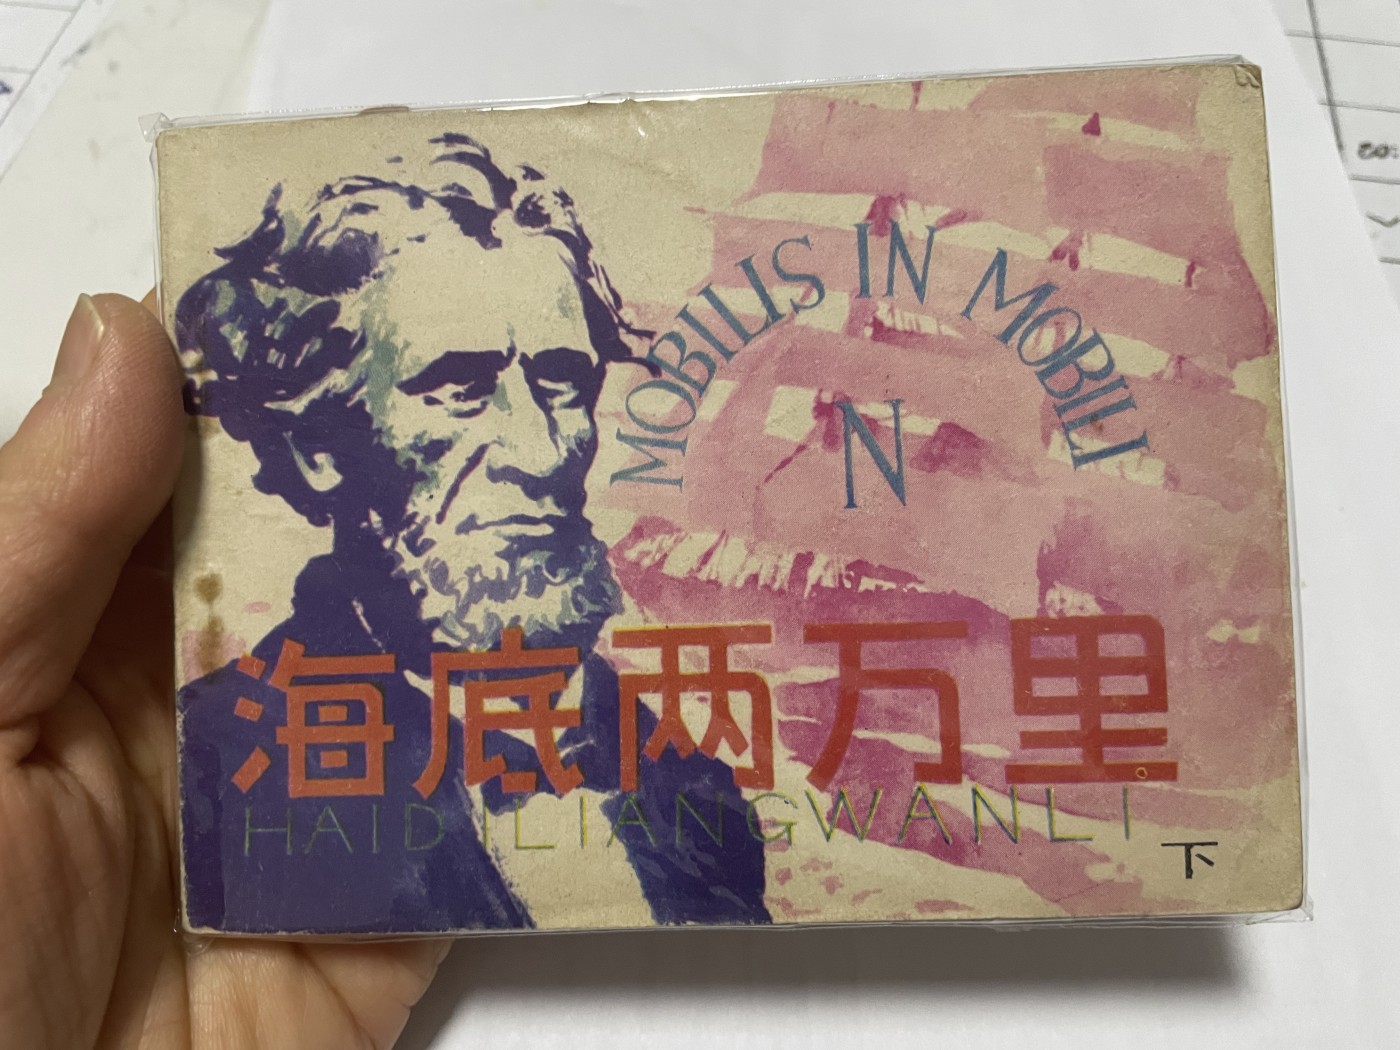 MOBILIS IN MOBILI
N
海底两万里
HAIDILIANGWANLI
下